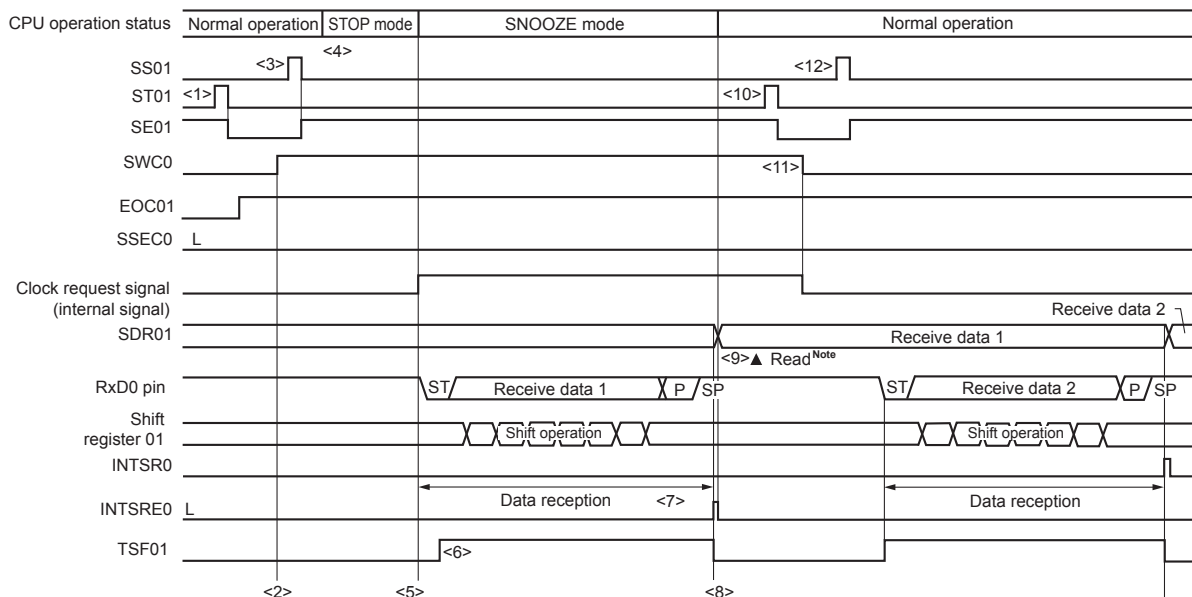 CPU operation status Normal operation STOP mode SNOOZE mode Normal operation
<4>
SS01 <3> <12>
ST01 <1> <10>
SE01
SWC0 <11>
EOC01
SSEC0 L
Clock request signal
(internal signal)
Receive data 2
SDR01 Receive data 1
<9>▲ Read Note
RxD0 pin ST Receive data 1 P SP ST Receive data 2 P SP
Shift
register 01 Shift operation Shift operation
INTSR0
Data reception <7> Data reception
INTSRE0 L
TSF01 <6>
<2> <5> <8>